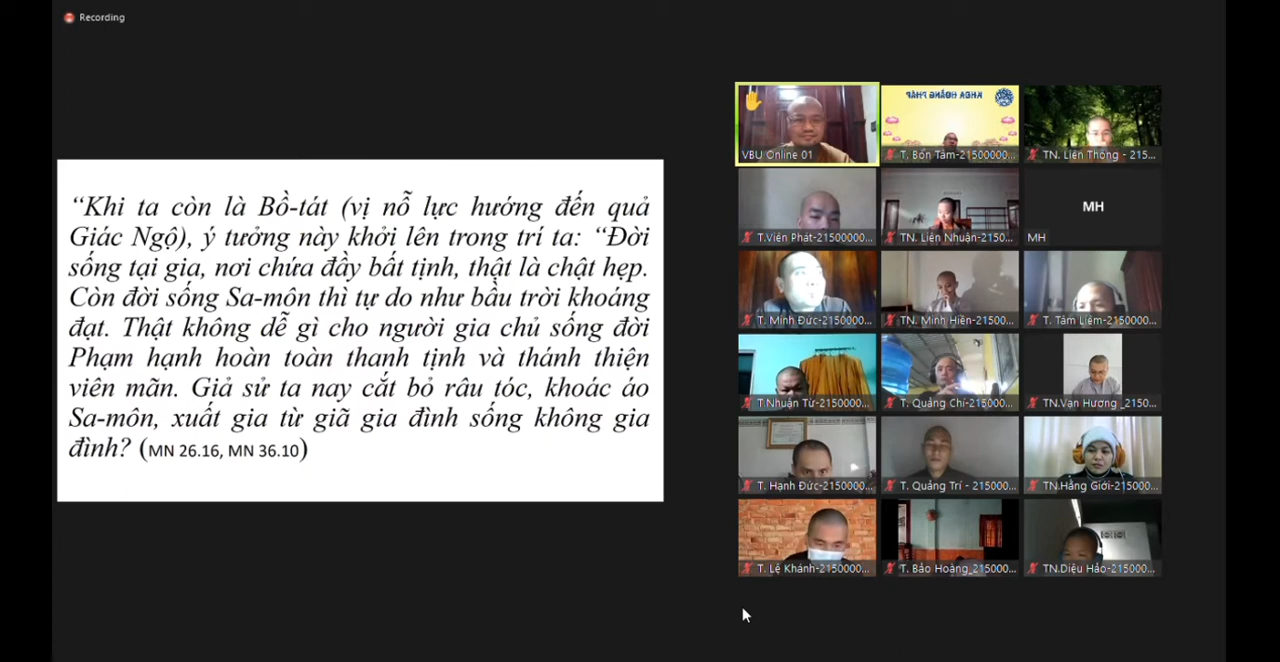 Recording
“Khi ta còn là Bồ-tát (vị nỗ lực hướng đến quả
Giác Ngộ), ý tưởng này khởi lên trong trí ta: “Đời
sống tại gia, nơi chứa đầy bất tịnh, thật là chật hẹp.
Còn đời sống Sa-môn thì tự do như bầu trời khoáng
đạt. Thật không dễ gì cho người gia chủ sống đời
Phạm hạnh hoàn toàn thanh tịnh và thánh thiện
viên mãn. Giả sử ta nay cắt bỏ râu tóc, khoác áo
Sa-môn, xuất gia từ giã gia đình sống không gia
đình? (MN 26.16, MN 36.10)
KHOA HOẰNG PHÁP
VBU Online 01
T. Bổn Tâm-21500000...
TN. Liên Thông - 215...
T.Viên Phát-21500000...
TN. Liên Nhuận-2150...
MH
MH
T. Minh Đức-2150000...
TN. Minh Hiền-21500...
T. Tâm Liêm-2150000...
T.Nhuận Từ-2150000...
T. Quảng Chí-215000...
TN.Vạn Hương _2150...
T. Hạnh Đức-2150000...
T. Quảng Trí - 215000...
TN.Hằng Giới-215000...
T. Lệ Khánh-2150000...
T. Bảo Hoàng_215000...
TN.Diệu Hảo-215000...